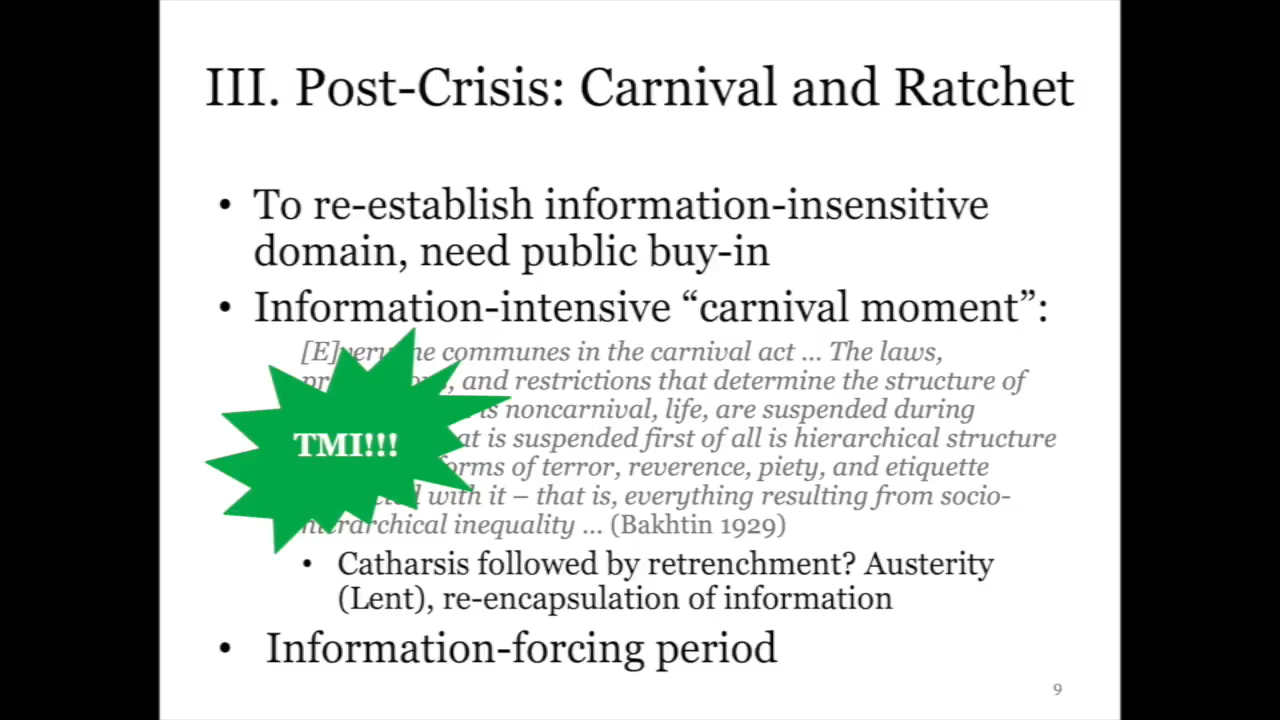 III. Post-Crisis: Carnival and Ratchet
• To re-establish information-insensitive
domain, need public buy-in
• Information-intensive “carnival moment”:
communes in the carnival act ... The laws,
and restrictions that determine the structure of
is noncarnival, life, are suspended during
is suspended first of all is hierarchical structure
of terror, reverence, piety, and etiquette
with it – that is, everything resulting from socio-
hierarchical inequality ... (Bakhtin 1929)
TMI!!!
• Catharsis followed by retrenchment? Austerity
(Lent), re-encapsulation of information
• Information-forcing period
9